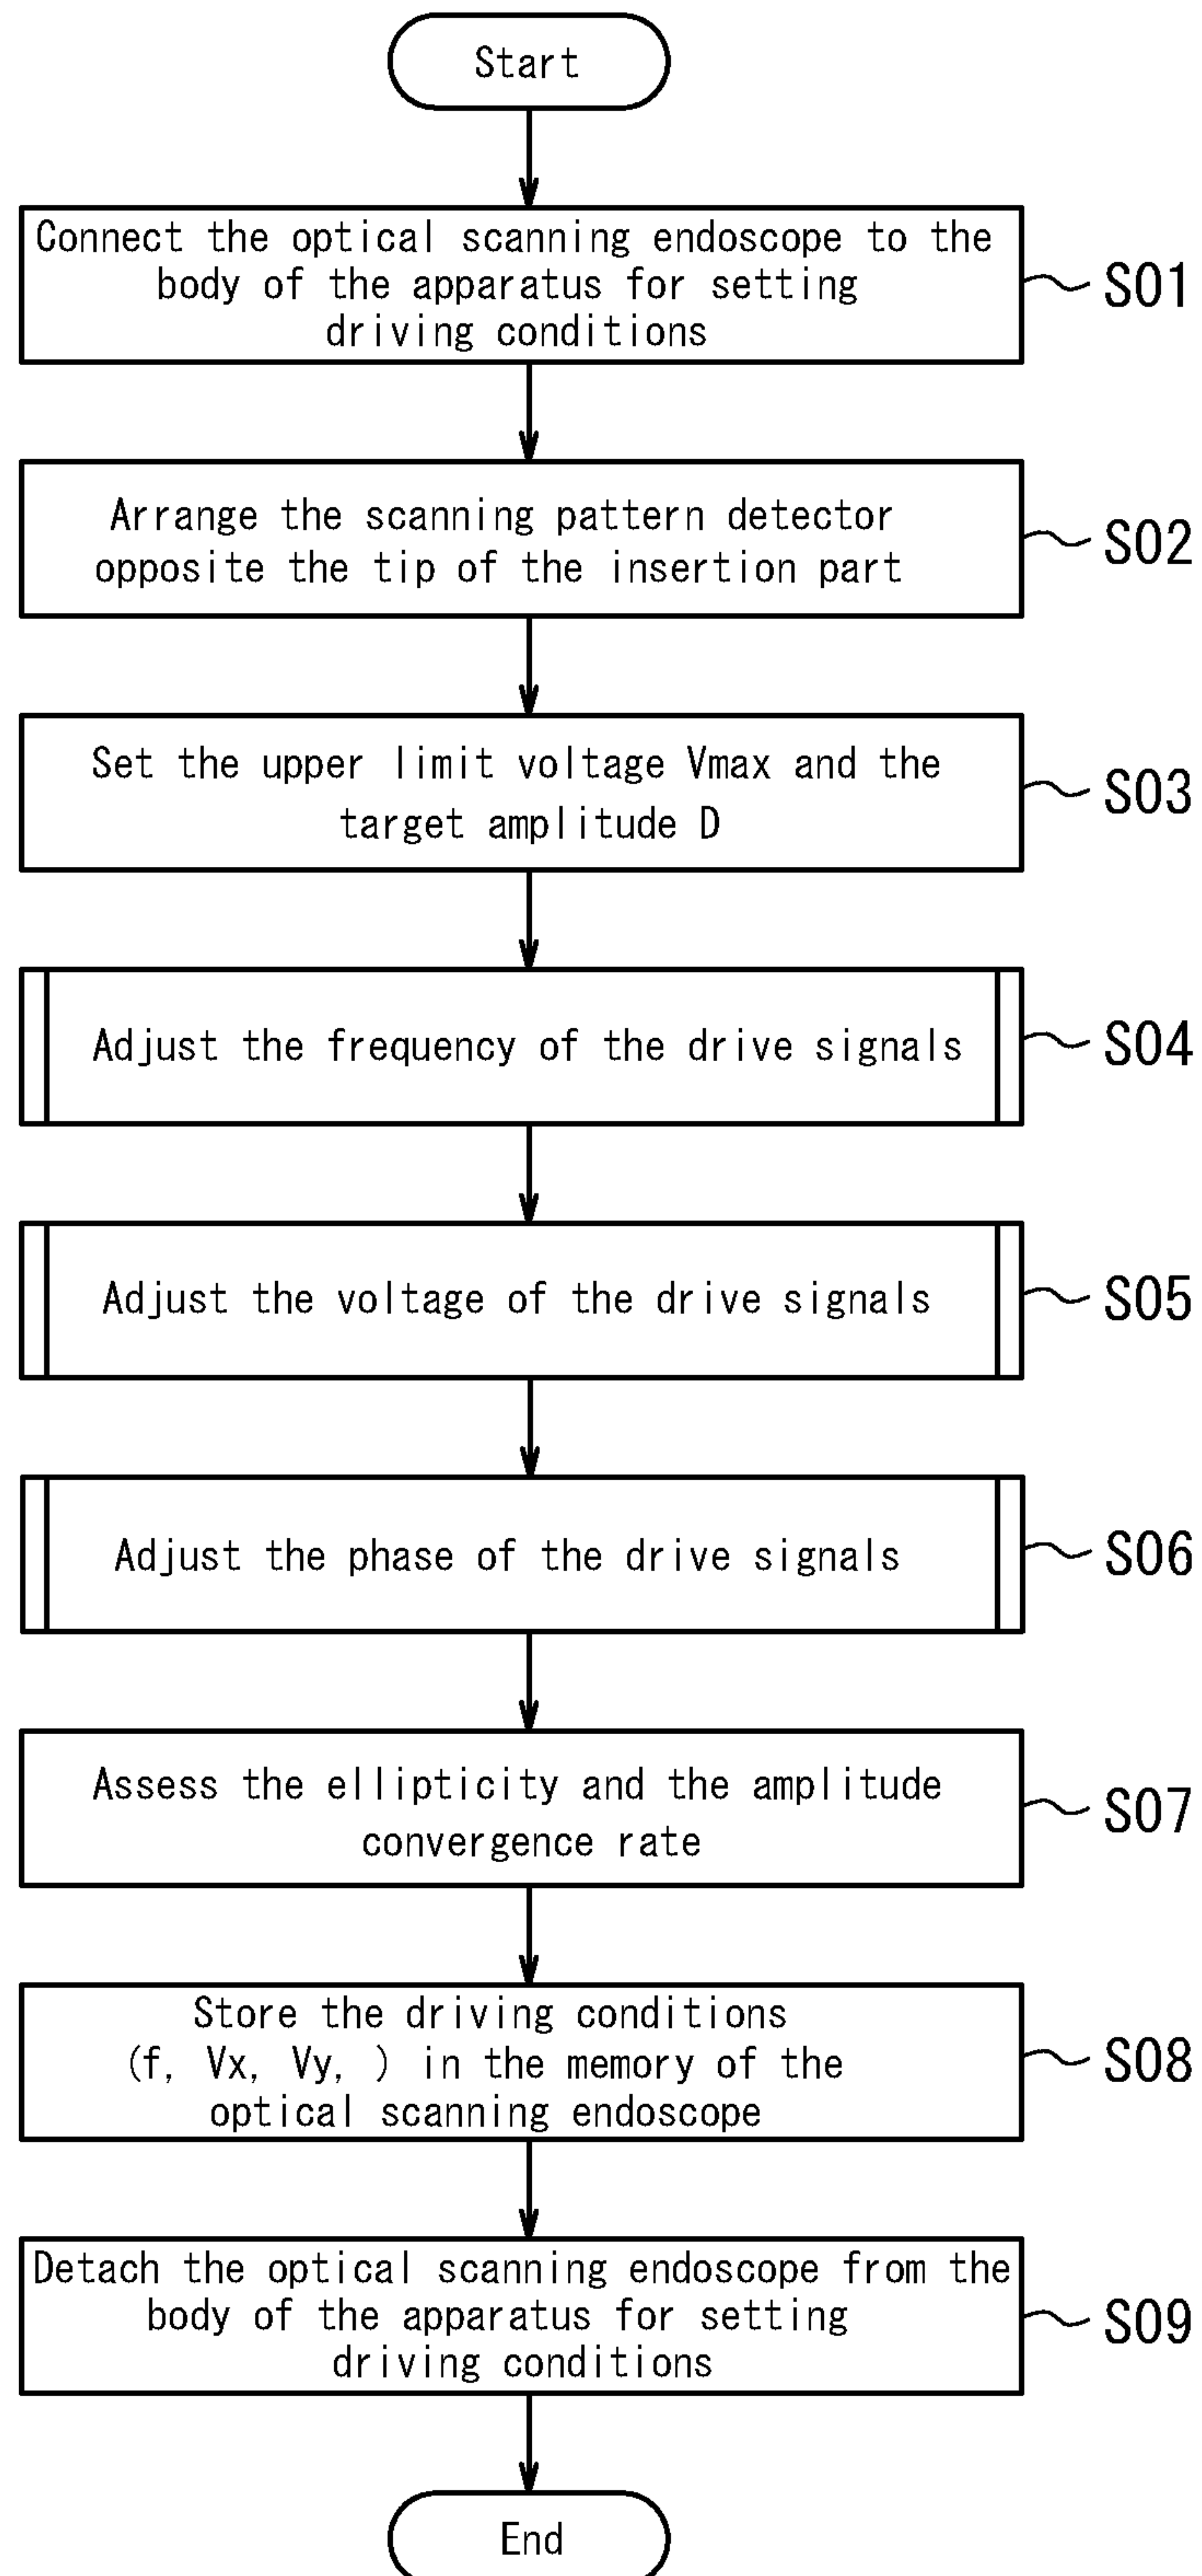 Start
Connect the optical scanning endoscope to the
body of the apparatus for setting
driving conditions
S01
Arrange the scanning pattern detector
opposite the tip of the insertion part
S02
Set the upper limit voltage Vmax and the
target amplitude D
S03
Adjust the frequency of the drive signals
S04
Adjust the voltage of the drive signals
S05
Adjust the phase of the drive signals
S06
Assess the ellipticity and the amplitude
convergence rate
S07
Store the driving conditions
(f, Vx, Vy, ) in the memory of the
optical scanning endoscope
S08
Detach the optical scanning endoscope from the
body of the apparatus for setting
driving conditions
S09
End